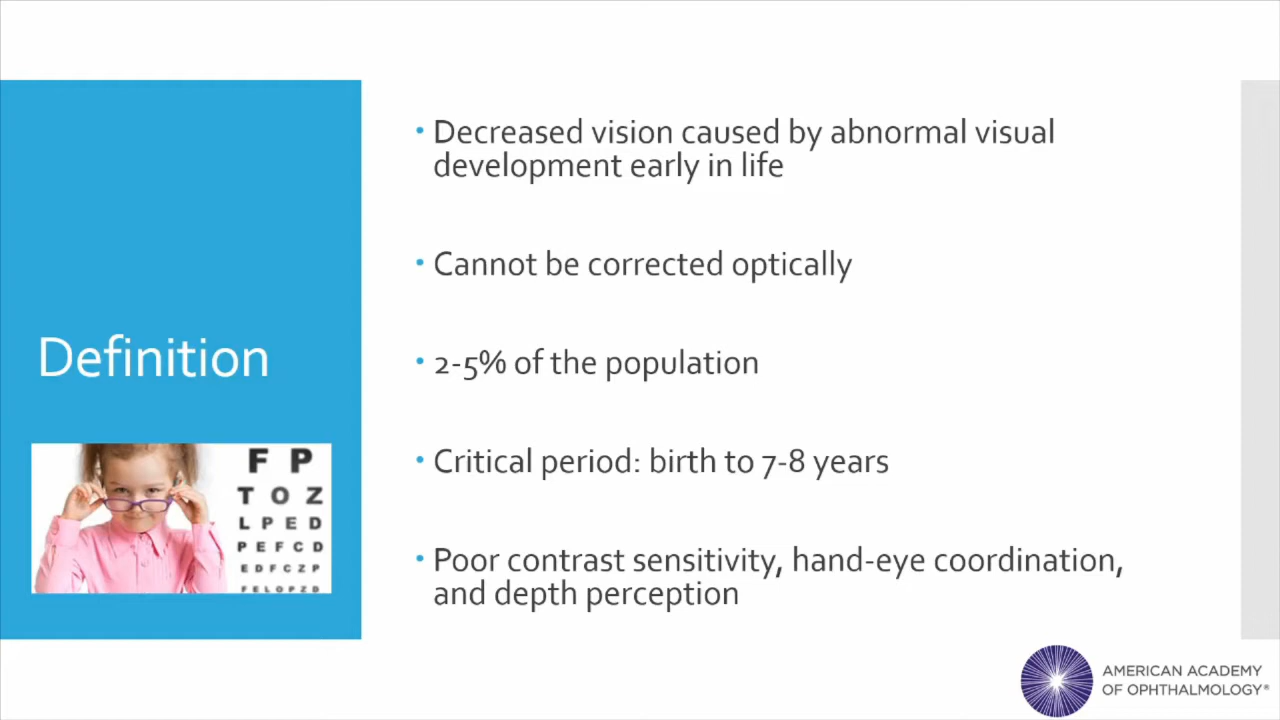 Definition
• Decreased vision caused by abnormal visual
development early in life
• Cannot be corrected optically
• 2-5% of the population
• Critical period: birth to 7-8 years
• Poor contrast sensitivity, hand-eye coordination,
and depth perception
F P
T O Z
L P E D
P E F C D
E D F C Z P
F E L O P Z D
AMERICAN ACADEMY
OF OPHTHALMOLOGY®